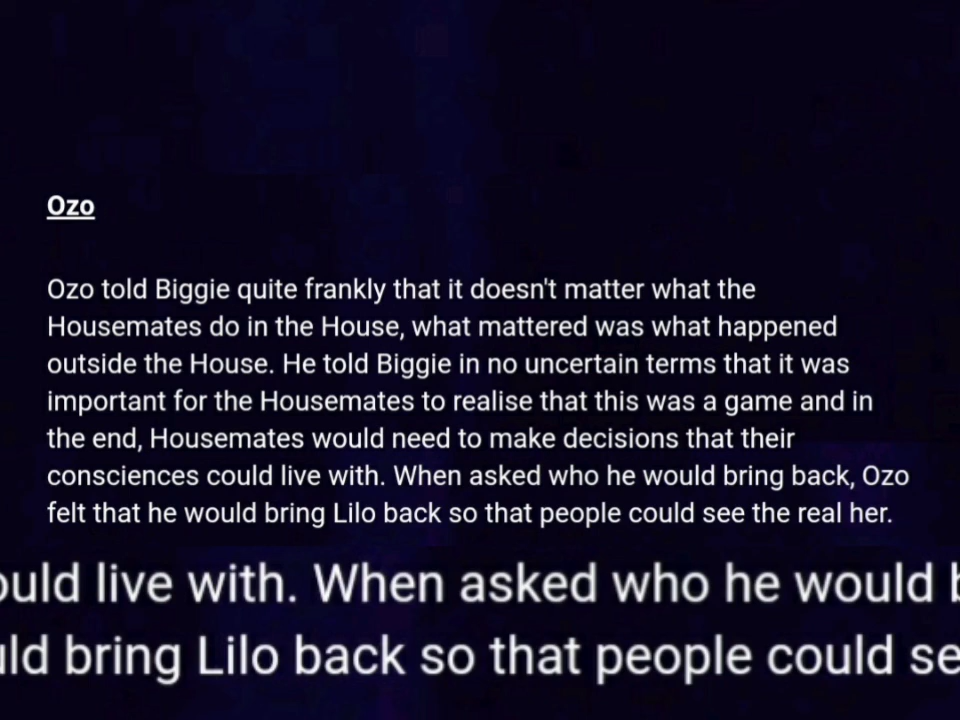 Ozo
Ozo told Biggie quite frankly that it doesn't matter what the
Housemates do in the House, what mattered was what happened
outside the House. He told Biggie in no uncertain terms that it was
important for the Housemates to realise that this was a game and in
the end, Housemates would need to make decisions that their
consciences could live with. When asked who he would bring back, Ozo
felt that he would bring Lilo back so that people could see the real her.
ould live with. When asked who he would b
uld bring Lilo back so that people could se